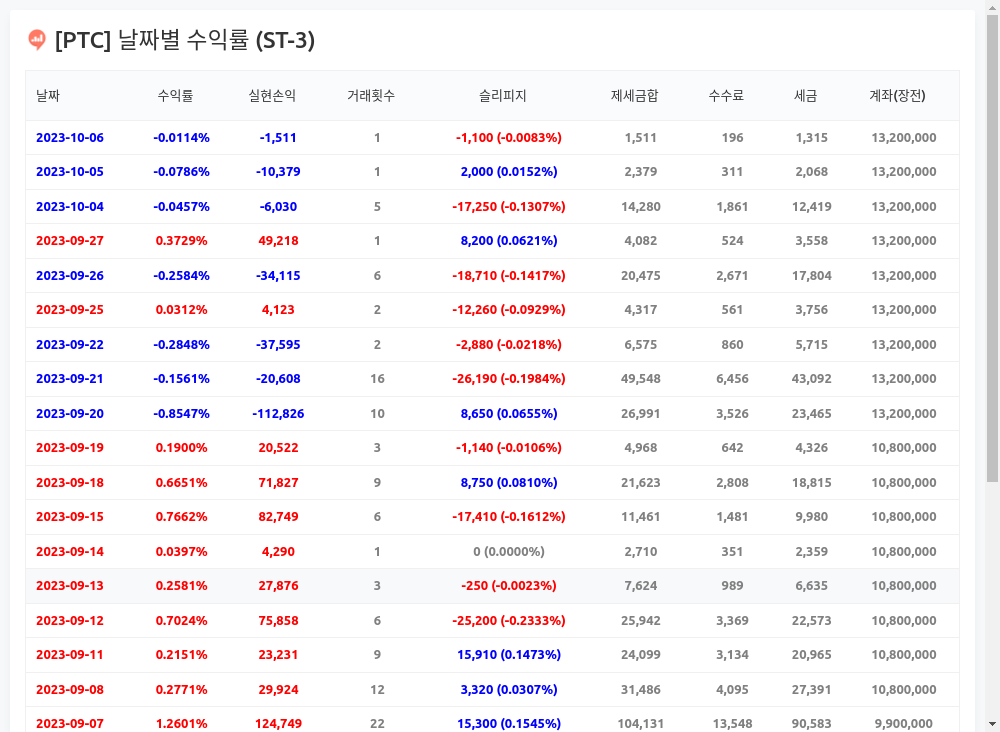 [PTC] 날짜별 수익률 (ST-3)
날짜 수익률 실현손익 거래횟수 슬리피지 제세금합 수수료 세금 계좌(장전)
2023-10-06 -0.0114% -1,511 1 -1,100 (-0.0083%) 1,511 196 1,315 13,200,000
2023-10-05 -0.0786% -10,379 1 2,000 (0.0152%) 2,379 311 2,068 13,200,000
2023-10-04 -0.0457% -6,030 5 -17,250 (-0.1307%) 14,280 1,861 12,419 13,200,000
2023-09-27 0.3729% 49,218 1 8,200 (0.0621%) 4,082 524 3,558 13,200,000
2023-09-26 -0.2584% -34,115 6 -18,710 (-0.1417%) 20,475 2,671 17,804 13,200,000
2023-09-25 0.0312% 4,123 2 -12,260 (-0.0929%) 4,317 561 3,756 13,200,000
2023-09-22 -0.2848% -37,595 2 -2,880 (-0.0218%) 6,575 860 5,715 13,200,000
2023-09-21 -0.1561% -20,608 16 -26,190 (-0.1984%) 49,548 6,456 43,092 13,200,000
2023-09-20 -0.8547% -112,826 10 8,650 (0.0655%) 26,991 3,526 23,465 13,200,000
2023-09-19 0.1900% 20,522 3 -1,140 (-0.0106%) 4,968 642 4,326 10,800,000
2023-09-18 0.6651% 71,827 9 8,750 (0.0810%) 21,623 2,808 18,815 10,800,000
2023-09-15 0.7662% 82,749 6 -17,410 (-0.1612%) 11,461 1,481 9,980 10,800,000
2023-09-14 0.0397% 4,290 1 0 (0.0000%) 2,710 351 2,359 10,800,000
2023-09-13 0.2581% 27,876 3 -250 (-0.0023%) 7,624 989 6,635 10,800,000
2023-09-12 0.7024% 75,858 6 -25,200 (-0.2333%) 25,942 3,369 22,573 10,800,000
2023-09-11 0.2151% 23,231 9 15,910 (0.1473%) 24,099 3,134 20,965 10,800,000
2023-09-08 0.2771% 29,924 12 3,320 (0.0307%) 31,486 4,095 27,391 10,800,000
2023-09-07 1.2601% 124,749 22 15,300 (0.1545%) 104,131 13,548 90,583 9,900,000